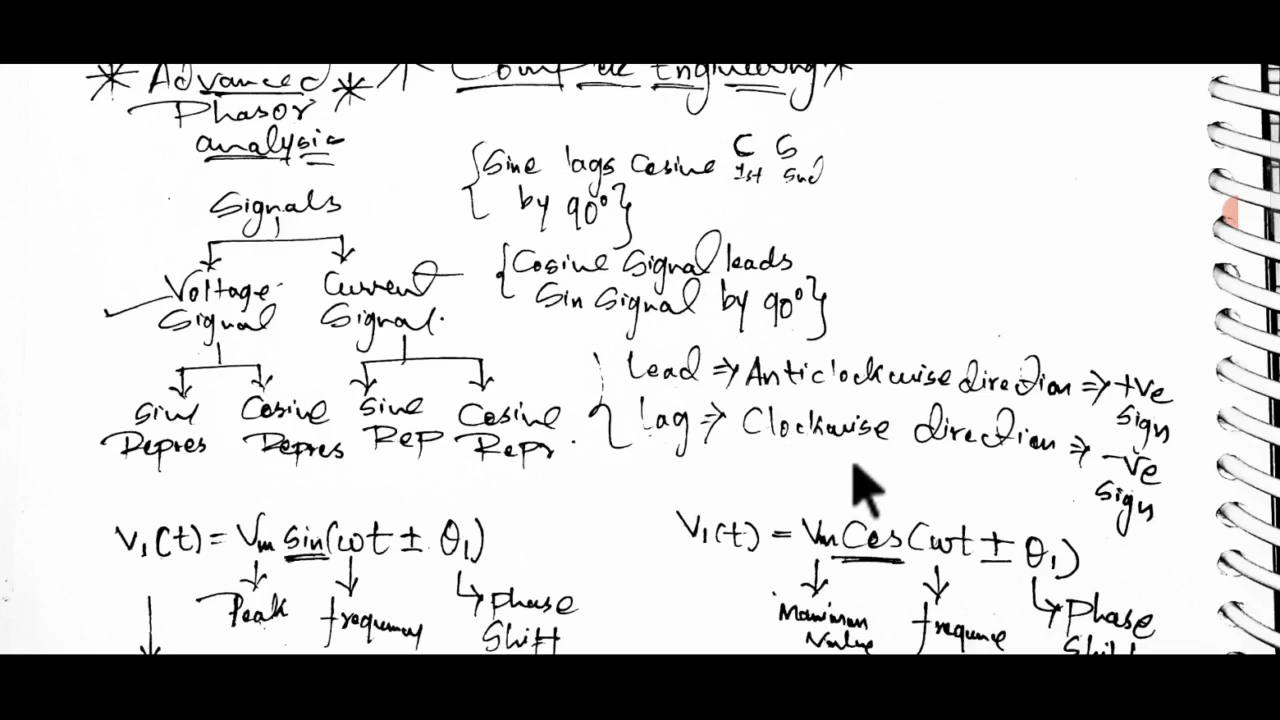 * Advanced * Complete Engineering *
Phasor
analysis
{Sine lags Cosine C S
1st 2nd
by 90°}
Signals
{Cosine Signal leads
Sin Signal by 90°}
Voltage Current
Signal Signal.
Sine Cosine Sine Cosine
Repres Repres Rep Repr.
Lead ⇒ Anticlockwise direction ⇒ +ve
Sign
Lag ⇒ Clockwise direction ⇒ -ve
Sign
V₁(t) = Vm sin(ωt ± θ₁)
Peak frequency phase
Shift
V₁(t) = Vm Cos(ωt ± θ₁)
Maximum frequence phase
Value Shift